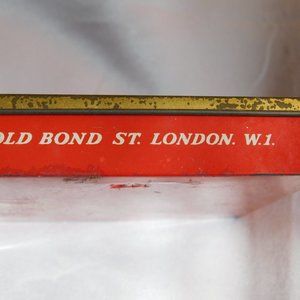 OLD BOND ST. LONDON. W.1.